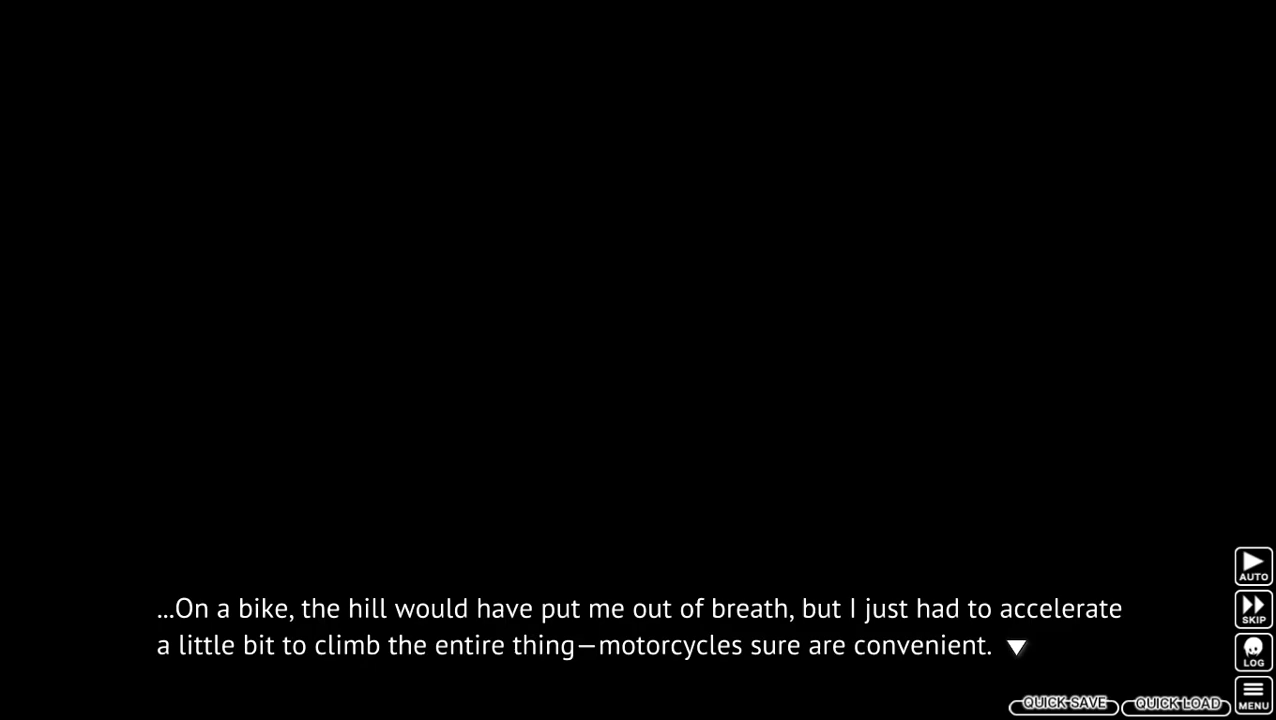 ...On a bike, the hill would have put me out of breath, but I just had to accelerate
a little bit to climb the entire thing—motorcycles sure are convenient.
AUTO
SKIP
LOG
MENU
QUICK SAVE QUICK LOAD